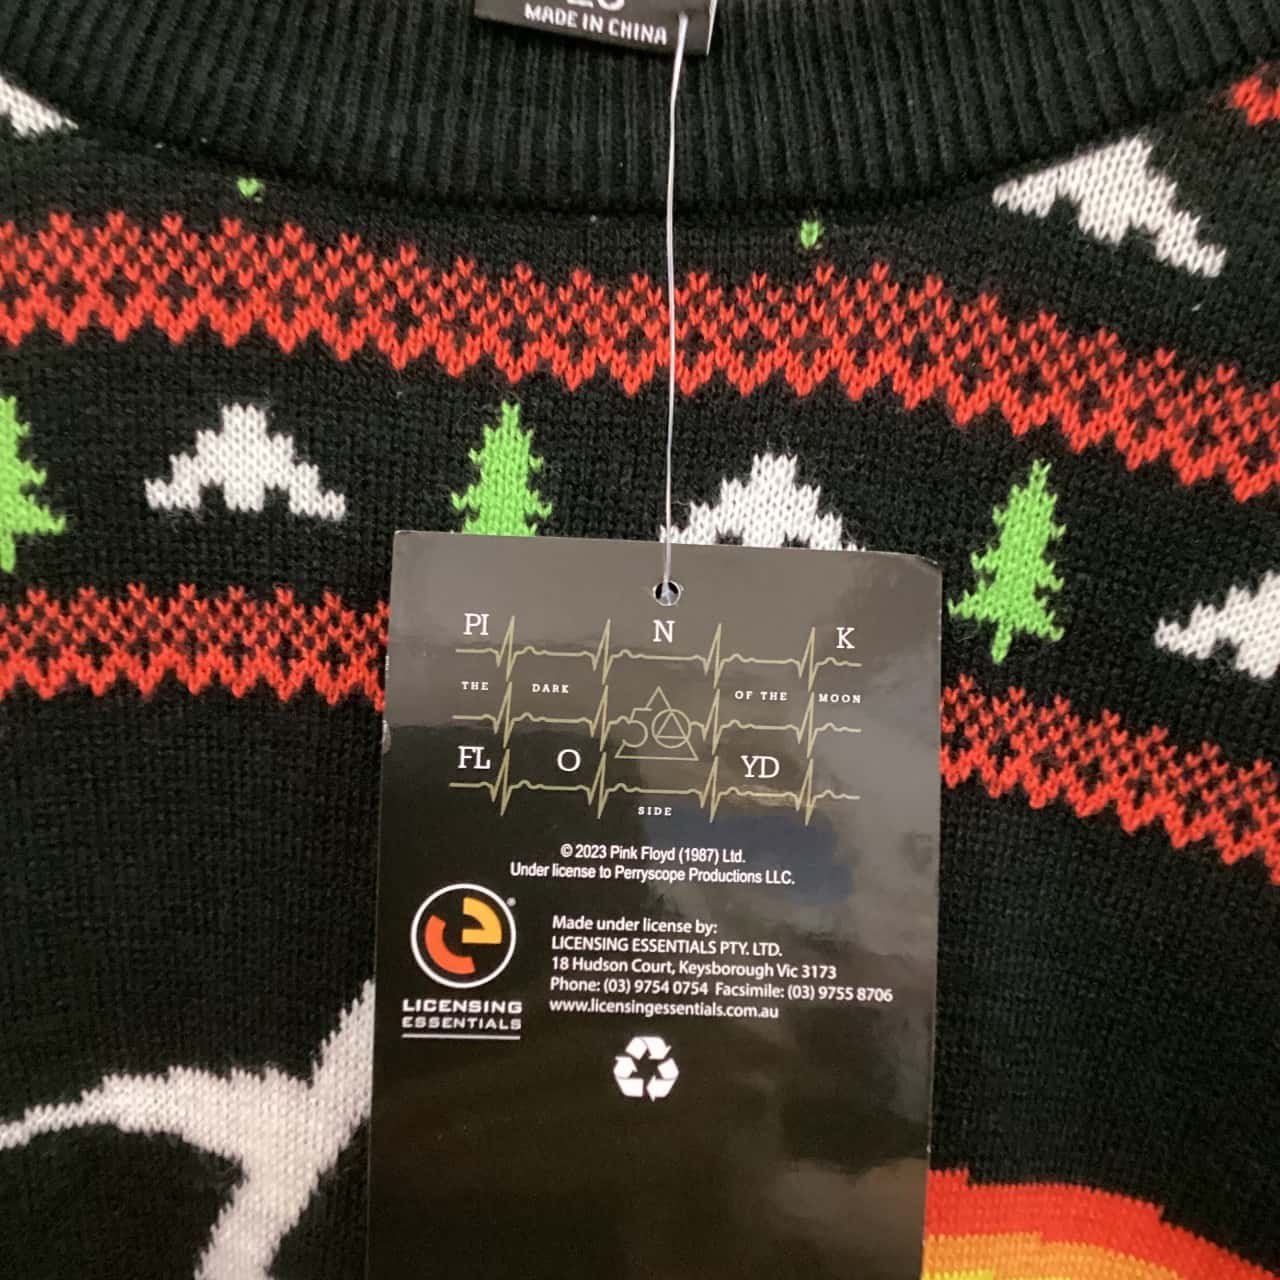 MADE IN CHINA
PI N K
THE DARK OF THE MOON
50
FL O YD
SIDE
© 2023 Pink Floyd (1987) Ltd.
Under license to Perryscope Productions LLC.
Made under license by:
LICENSING ESSENTIALS PTY. LTD.
18 Hudson Court, Keysborough Vic 3173
Phone: (03) 9754 0754 Facsimile: (03) 9755 8706
www.licensingessentials.com.au
®
LICENSING
ESSENTIALS